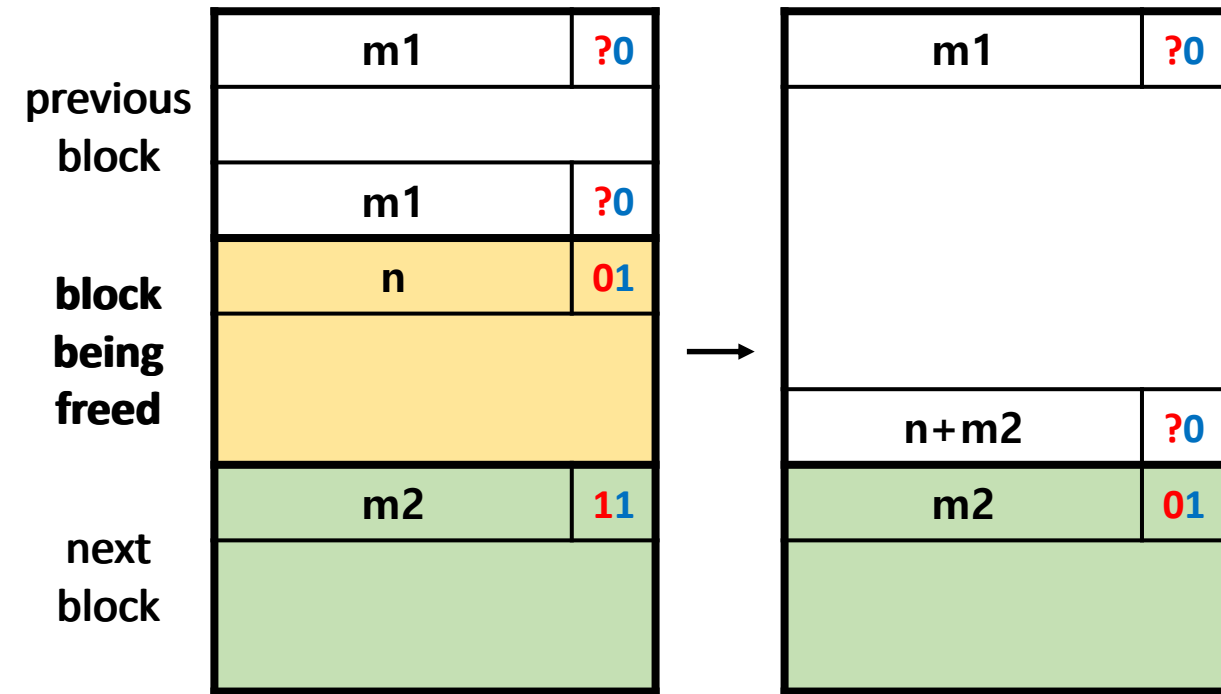 m1 ?0
previous
block
m1 ?0
block
being
freed
n 01
next
block
m2 11
m1 ?0
n+m2 ?0
m2 01